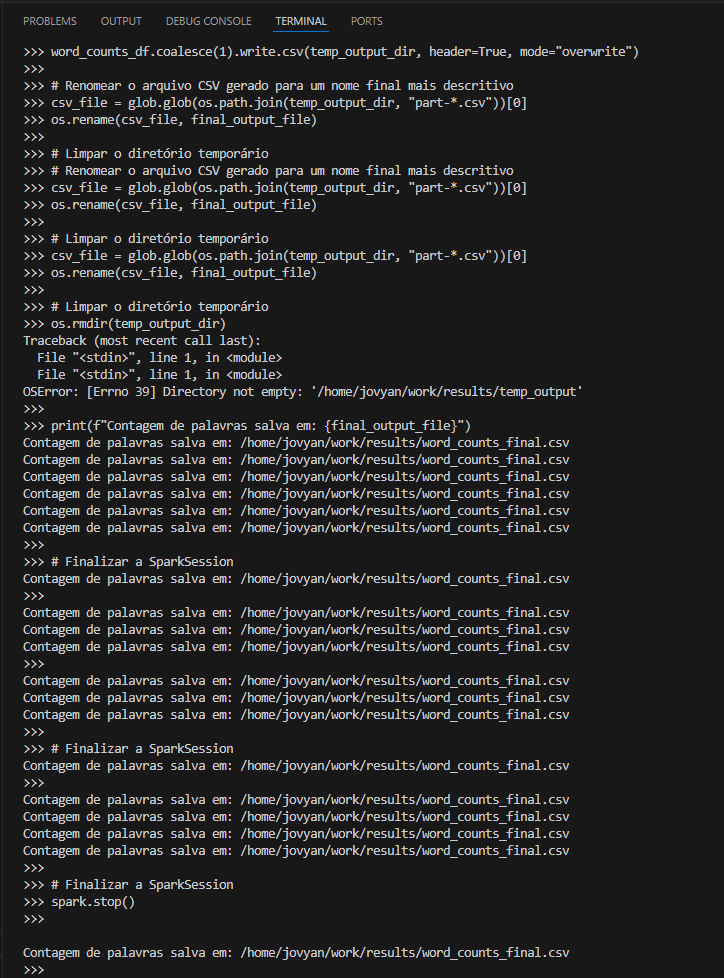 PROBLEMS OUTPUT DEBUG CONSOLE TERMINAL PORTS
>>> word_counts_df.coalesce(1).write.csv(temp_output_dir, header=True, mode="overwrite")
>>>
>>> # Renomear o arquivo CSV gerado para um nome final mais descritivo
>>> csv_file = glob.glob(os.path.join(temp_output_dir, "part-*.csv"))[0]
>>> os.rename(csv_file, final_output_file)
>>>
>>> # Limpar o diretório temporário
>>> # Renomear o arquivo CSV gerado para um nome final mais descritivo
>>> csv_file = glob.glob(os.path.join(temp_output_dir, "part-*.csv"))[0]
>>> os.rename(csv_file, final_output_file)
>>>
>>> # Limpar o diretório temporário
>>> csv_file = glob.glob(os.path.join(temp_output_dir, "part-*.csv"))[0]
>>> os.rename(csv_file, final_output_file)
>>>
>>> # Limpar o diretório temporário
>>> os.rmdir(temp_output_dir)
Traceback (most recent call last):
  File "<stdin>", line 1, in <module>
  File "<stdin>", line 1, in <module>
OSError: [Errno 39] Directory not empty: '/home/jovyan/work/results/temp_output'
>>>
>>> print(f"Contagem de palavras salva em: {final_output_file}")
Contagem de palavras salva em: /home/jovyan/work/results/word_counts_final.csv
Contagem de palavras salva em: /home/jovyan/work/results/word_counts_final.csv
Contagem de palavras salva em: /home/jovyan/work/results/word_counts_final.csv
Contagem de palavras salva em: /home/jovyan/work/results/word_counts_final.csv
Contagem de palavras salva em: /home/jovyan/work/results/word_counts_final.csv
Contagem de palavras salva em: /home/jovyan/work/results/word_counts_final.csv
>>>
>>> # Finalizar a SparkSession
Contagem de palavras salva em: /home/jovyan/work/results/word_counts_final.csv
>>>
Contagem de palavras salva em: /home/jovyan/work/results/word_counts_final.csv
Contagem de palavras salva em: /home/jovyan/work/results/word_counts_final.csv
Contagem de palavras salva em: /home/jovyan/work/results/word_counts_final.csv
>>>
Contagem de palavras salva em: /home/jovyan/work/results/word_counts_final.csv
Contagem de palavras salva em: /home/jovyan/work/results/word_counts_final.csv
Contagem de palavras salva em: /home/jovyan/work/results/word_counts_final.csv
>>>
>>> # Finalizar a SparkSession
Contagem de palavras salva em: /home/jovyan/work/results/word_counts_final.csv
>>>
Contagem de palavras salva em: /home/jovyan/work/results/word_counts_final.csv
Contagem de palavras salva em: /home/jovyan/work/results/word_counts_final.csv
Contagem de palavras salva em: /home/jovyan/work/results/word_counts_final.csv
Contagem de palavras salva em: /home/jovyan/work/results/word_counts_final.csv
>>>
>>> # Finalizar a SparkSession
>>> spark.stop()
>>>
Contagem de palavras salva em: /home/jovyan/work/results/word_counts_final.csv
>>>